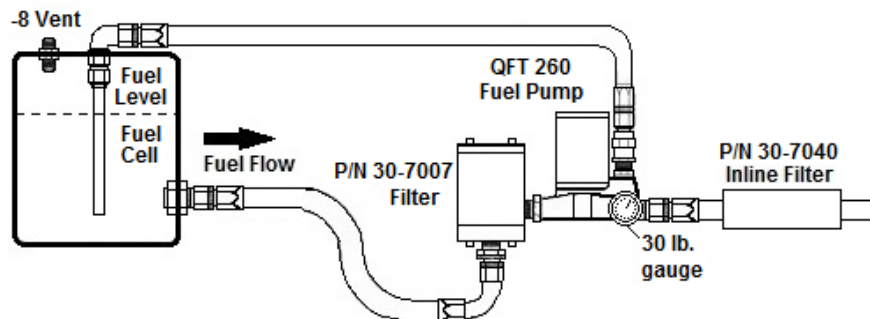 -8 Vent
Fuel
Level
Fuel
Cell
Fuel Flow
P/N 30-7007
Filter
QFT 260
Fuel Pump
30 lb.
gauge
P/N 30-7040
Inline Filter